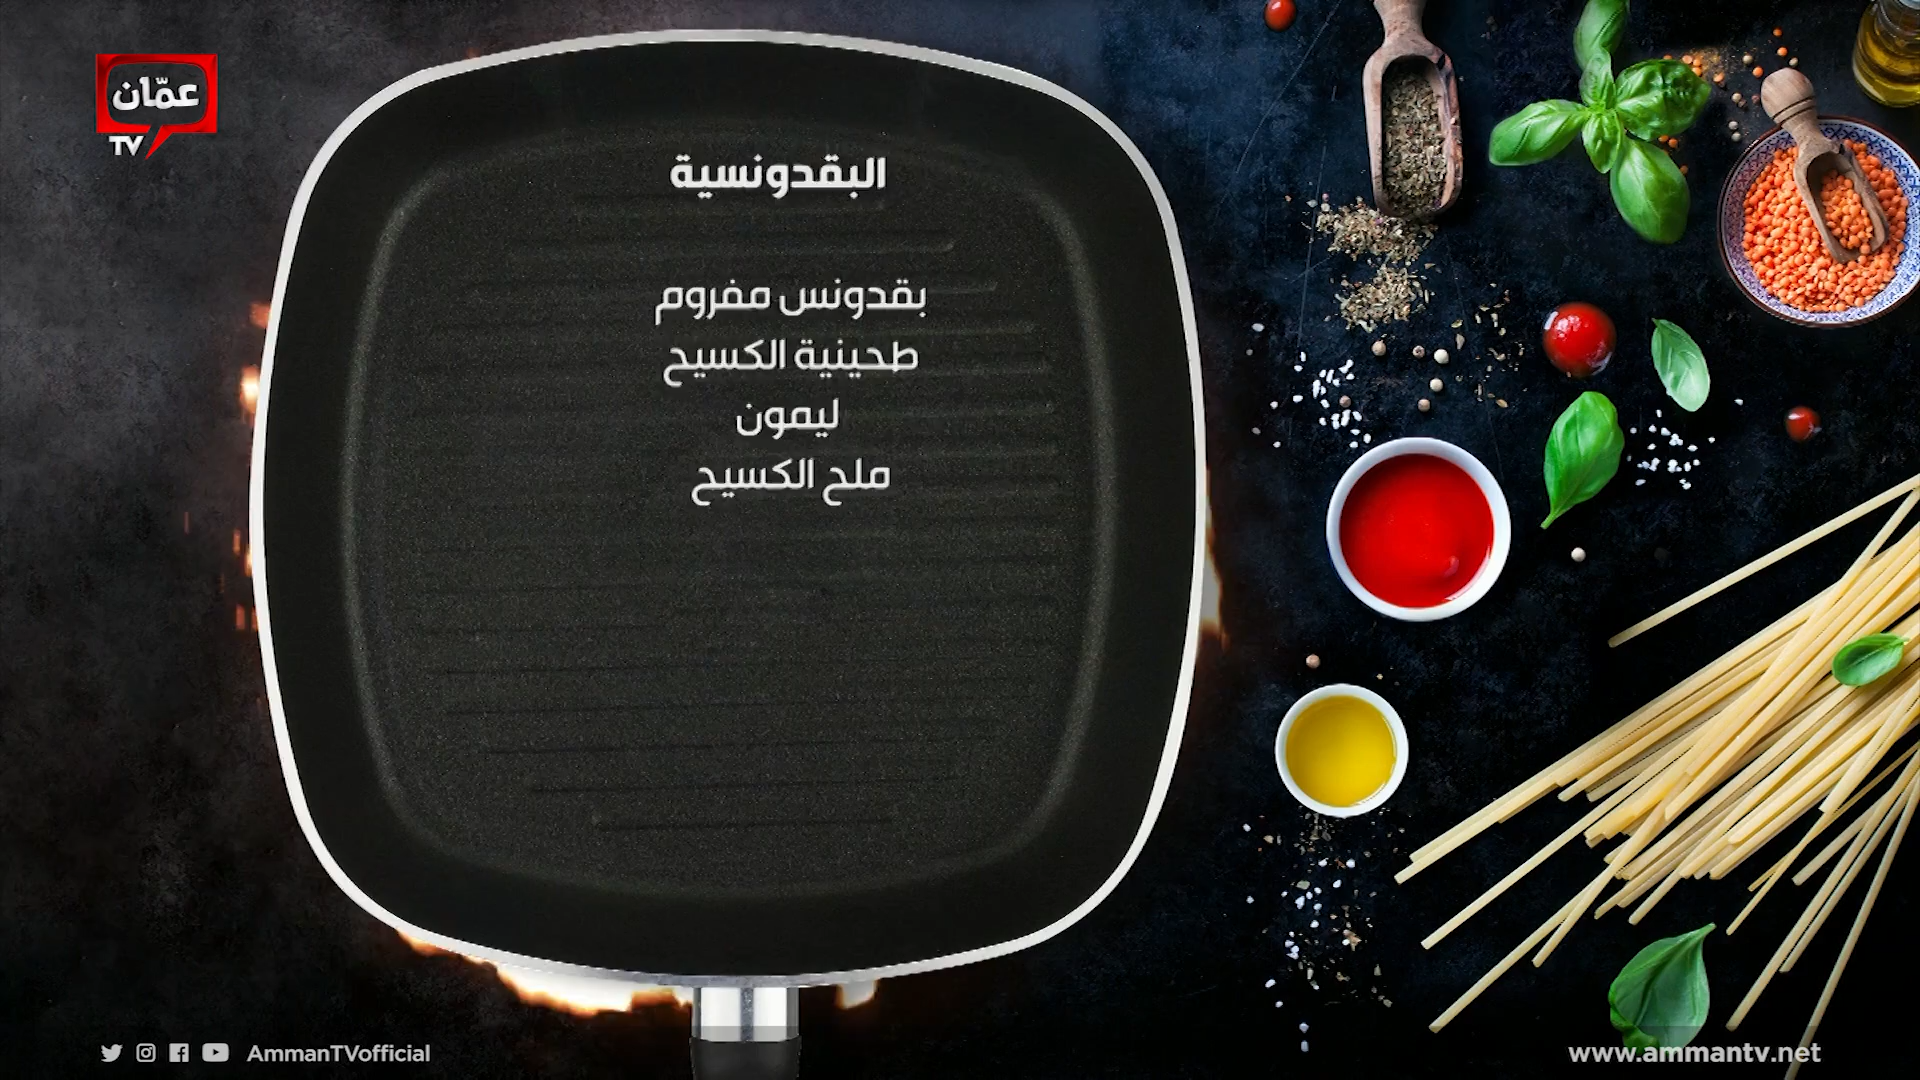 عمّان
TV
البقدونسية
بقدونس مفروم
طحينية الكسيح
ليمون
ملح الكسيح
AmmanTVofficial
www.ammantv.net